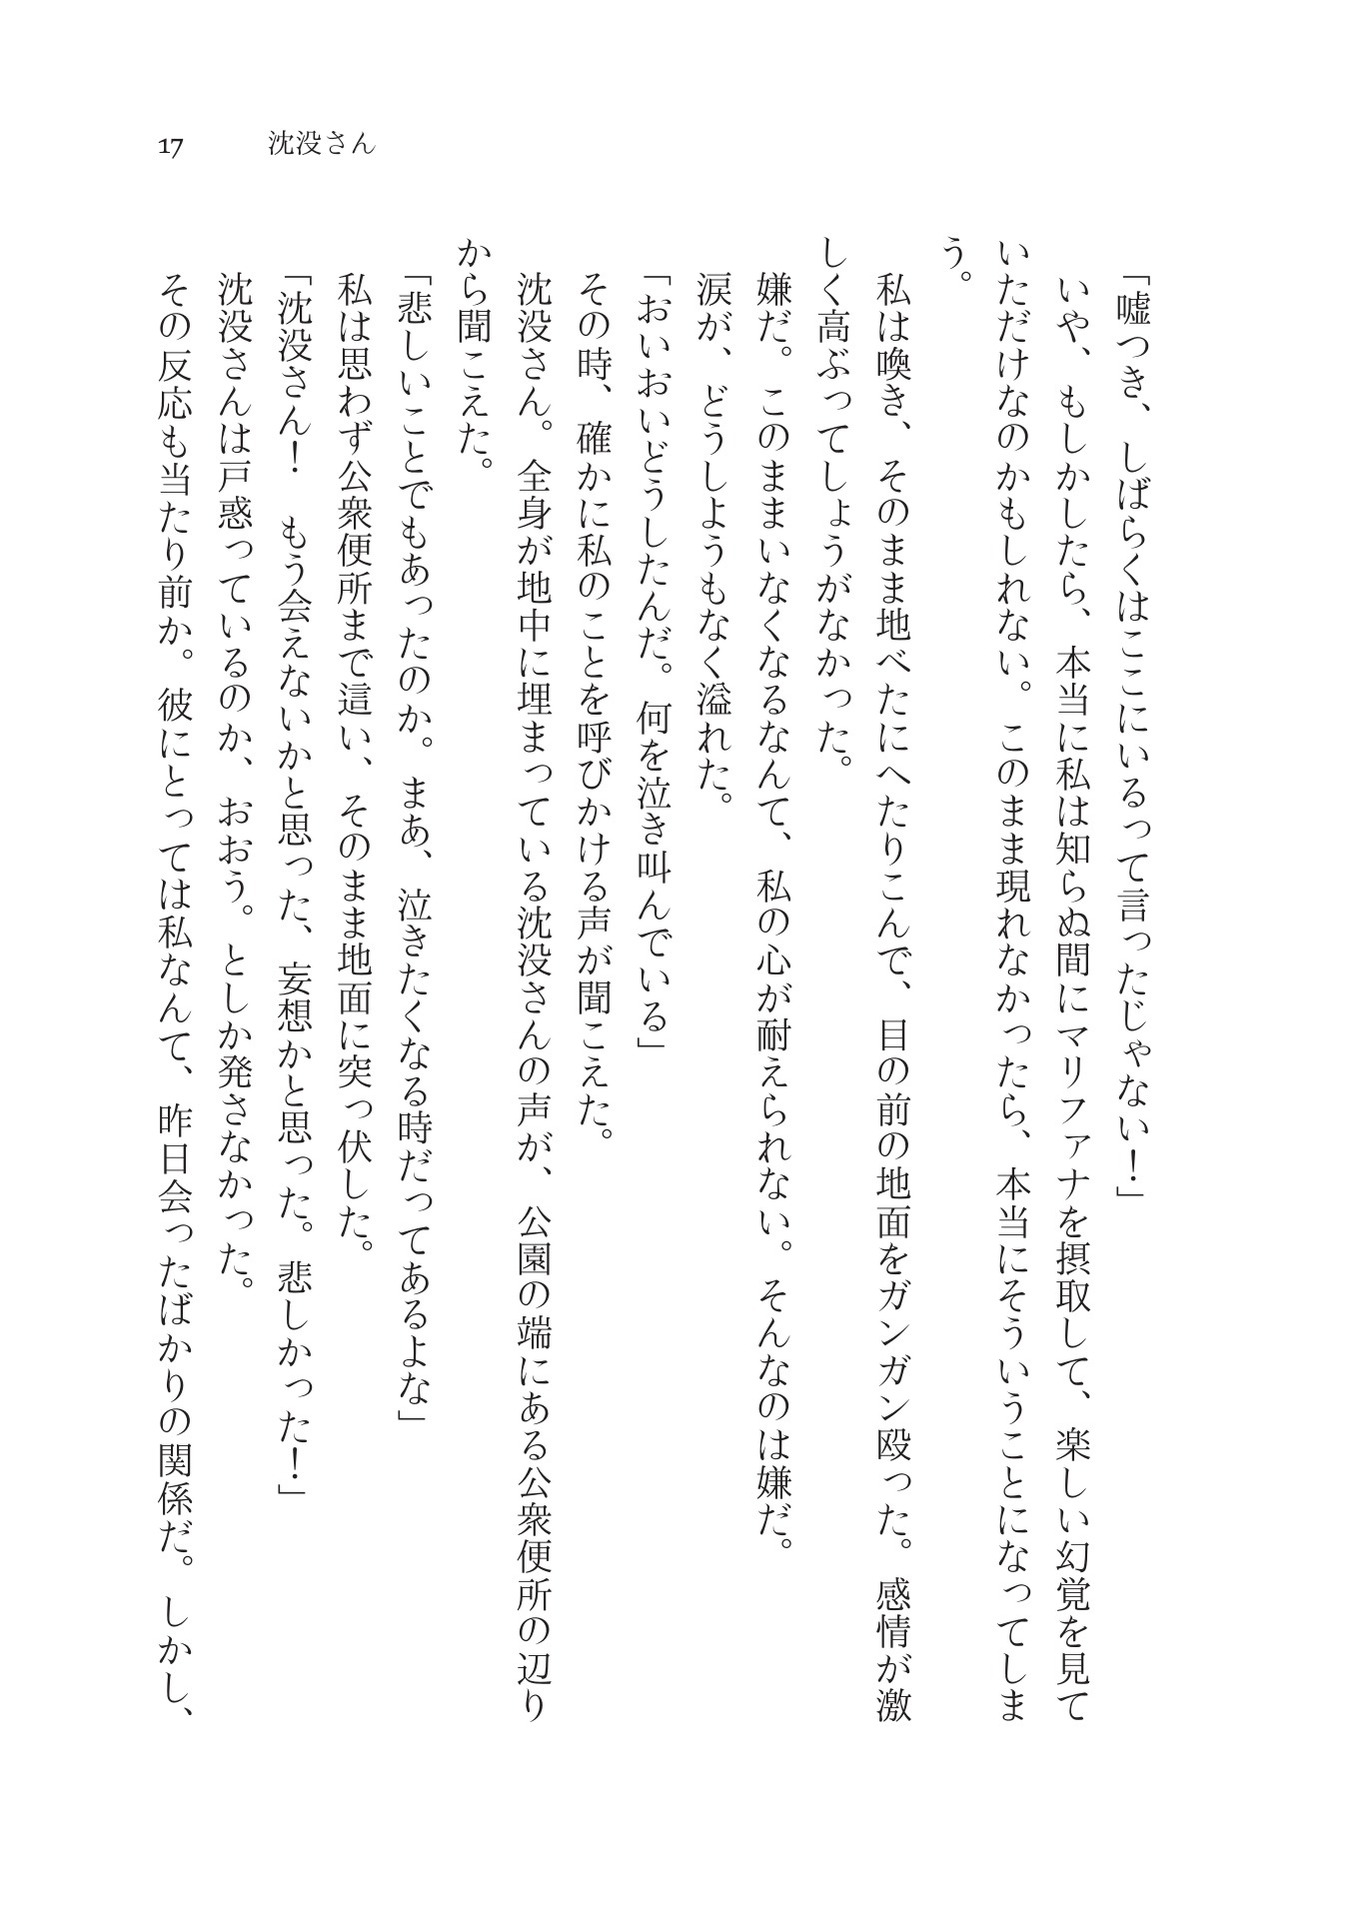 17 沈没さん
「嘘つき、しばらくはここにいるって言ったじゃない！」
いや、もしかしたら、本当に私は知らぬ間にマリファナを摂取して、楽しい幻覚を見て
いただけなのかもしれない。このまま現れなかったら、本当にそういうことになってしま
う。
私は喚き、そのまま地べたにへたりこんで、目の前の地面をガンガン殴った。感情が激
しく高ぶってしょうがなかった。
嫌だ。このままいなくなるなんて、私の心が耐えられない。そんなのは嫌だ。
涙が、どうしようもなく溢れた。
「おいおいどうしたんだ。何を泣き叫んでいる」
その時、確かに私のことを呼びかける声が聞こえた。
沈没さん。全身が地中に埋まっている沈没さんの声が、公園の端にある公衆便所の辺り
から聞こえた。
「悲しいことでもあったのか。まあ、泣きたくなる時だってあるよな」
私は思わず公衆便所まで這い、そのまま地面に突っ伏した。
「沈没さん！　もう会えないかと思った、妄想かと思った。悲しかった！」
沈没さんは戸惑っているのか、おおう。としか発さなかった。
その反応も当たり前か。彼にとっては私なんて、昨日会ったばかりの関係だ。しかし、